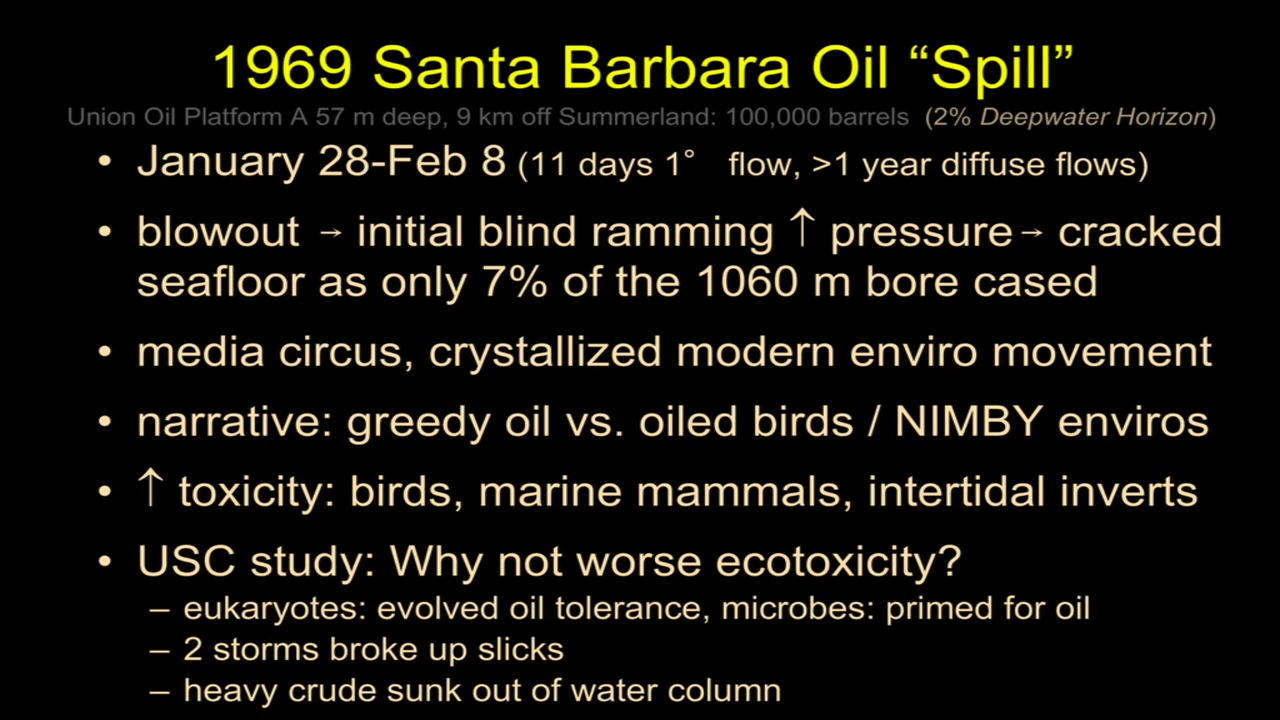 1969 Santa Barbara Oil “Spill”
Union Oil Platform A 57 m deep, 9 km off Summerland: 100,000 barrels (2% Deepwater Horizon)
• January 28-Feb 8 (11 days 1° flow, >1 year diffuse flows)
• blowout → initial blind ramming ↑ pressure→ cracked
seafloor as only 7% of the 1060 m bore cased
• media circus, crystallized modern enviro movement
• narrative: greedy oil vs. oiled birds / NIMBY enviros
• ↑ toxicity: birds, marine mammals, intertidal inverts
• USC study: Why not worse ecotoxicity?
– eukaryotes: evolved oil tolerance, microbes: primed for oil
– 2 storms broke up slicks
– heavy crude sunk out of water column